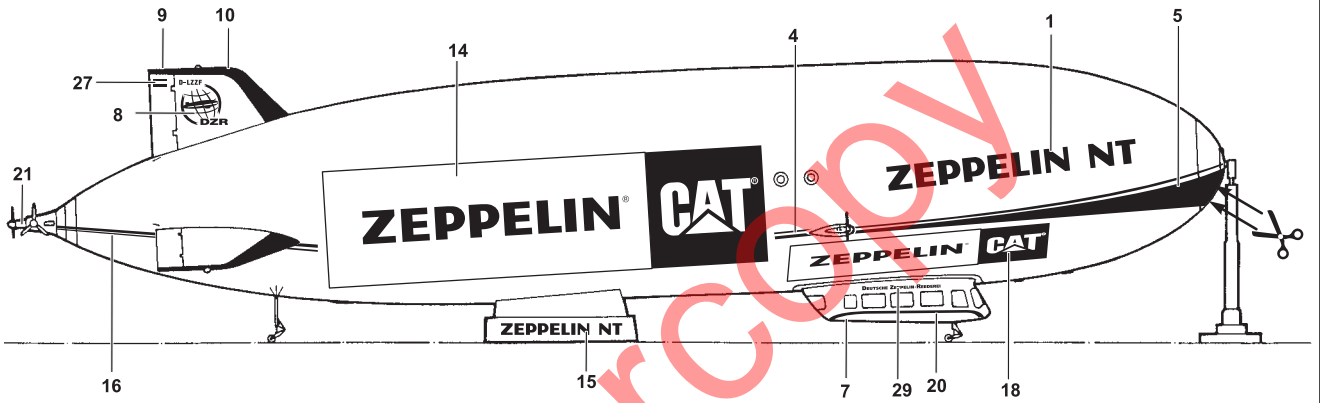 9 10
14
4
1
5
27
D-LZZF
8
DZR
ZEPPELIN® CAT®
ZEPPELIN NT
21
ZEPPELIN CAT
DEUTSCHE ZEPPELIN-REEDEREI
ZEPPELIN NT
16
15
7 29 20 18
rcopy